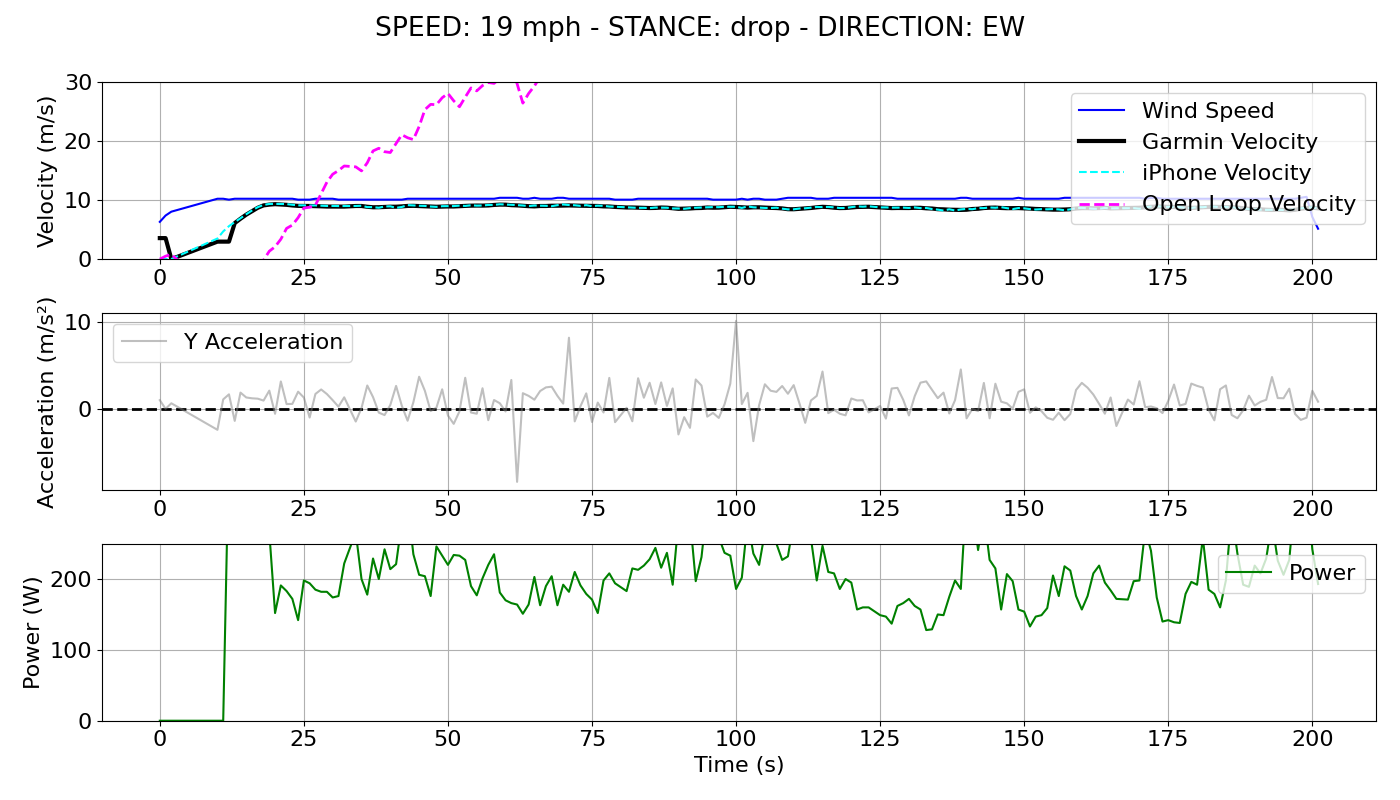 SPEED: 19 mph - STANCE: drop - DIRECTION: EW
Velocity (m/s)
30
20
10
0
Wind Speed
Garmin Velocity
iPhone Velocity
Open Loop Velocity
0 25 50 75 100 125 150 175 200
Acceleration (m/s²)
10
0
Y Acceleration
0 25 50 75 100 125 150 175 200
Power (W)
200
100
0
Power
0 25 50 75 100 125 150 175 200
Time (s)